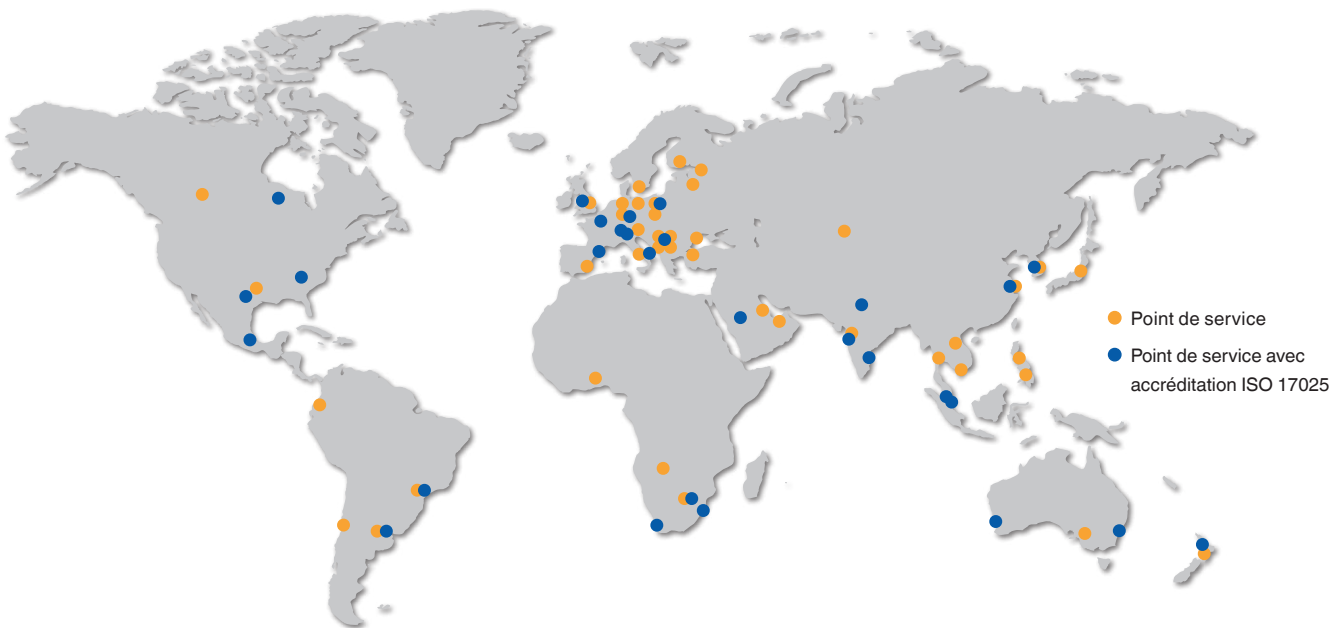 Point de service
Point de service avec
accréditation ISO 17025